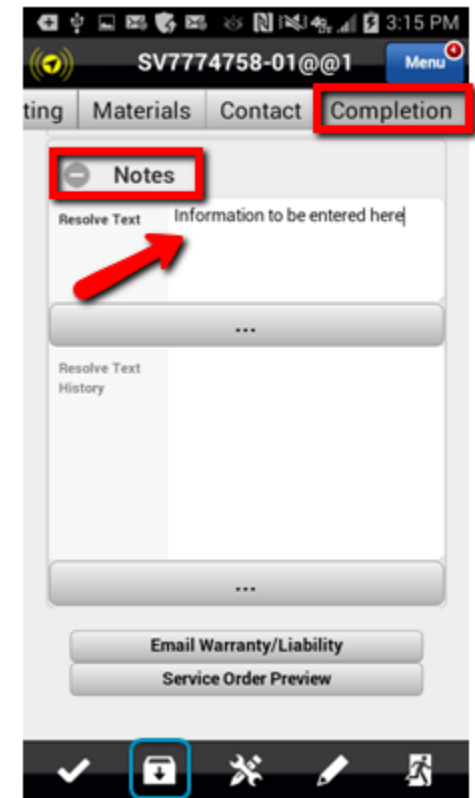 3:15 PM
SV7774758-01@@1 Menu
ting Materials Contact Completion
Notes
Resolve Text Information to be entered here
...
Resolve Text
History
...
Email Warranty/Liability
Service Order Preview